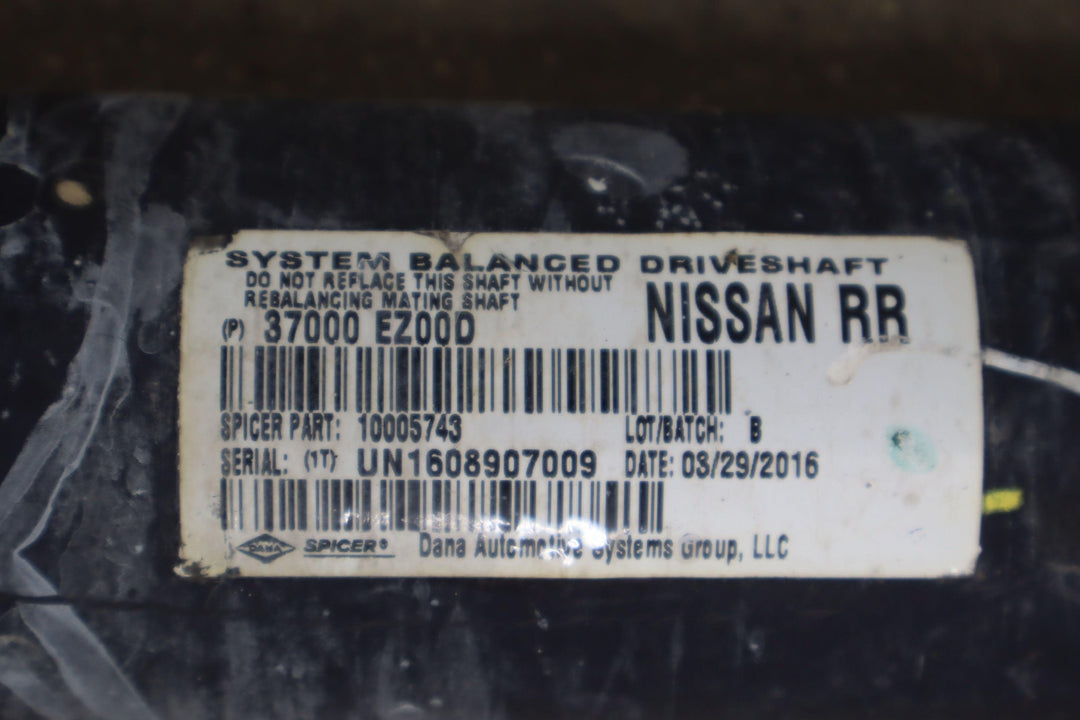 SYSTEM BALANCED DRIVESHAFT
DO NOT REPLACE THIS SHAFT WITHOUT
REBALANCING MATING SHAFT
NISSAN RR
(P) 37000 EZ00D
SPICER PART: 10005743 LOT/BATCH: B
SERIAL: (1T) UN1608907009 DATE: 03/29/2016
DANA SPICER® Dana Automotive Systems Group, LLC